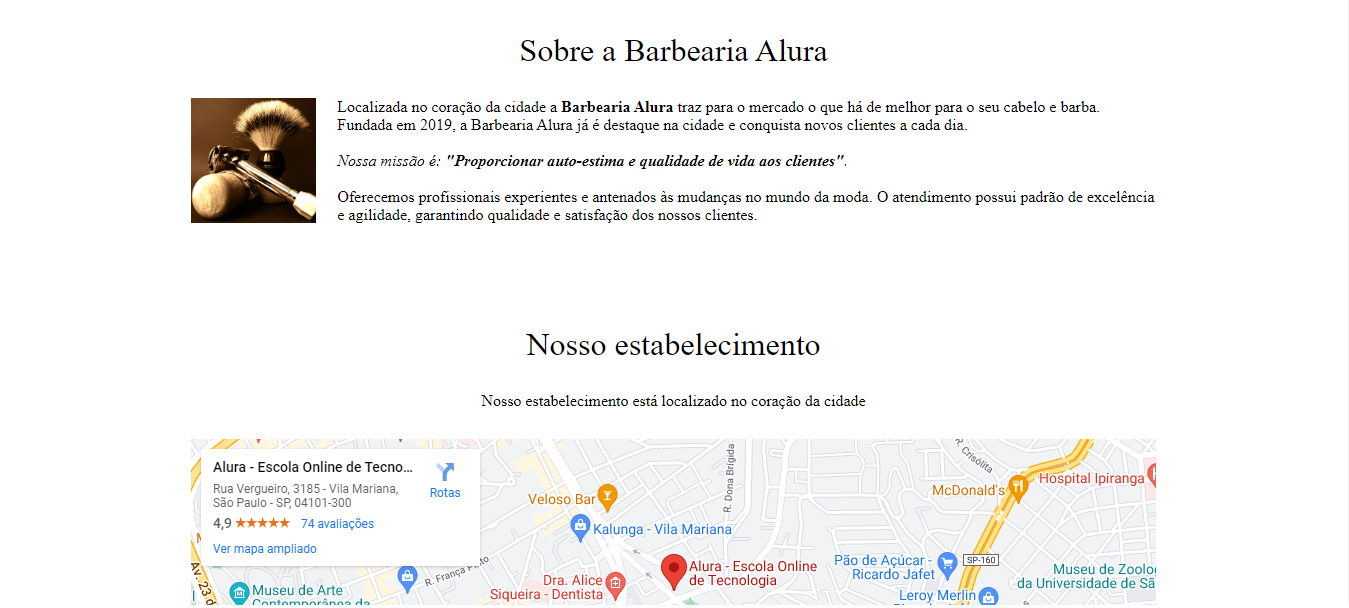 Sobre a Barbearia Alura
Localizada no coração da cidade a Barbearia Alura traz para o mercado o que há de melhor para o seu cabelo e barba.
Fundada em 2019, a Barbearia Alura já é destaque na cidade e conquista novos clientes a cada dia.
Nossa missão é: "Proporcionar auto-estima e qualidade de vida aos clientes".
Oferecemos profissionais experientes e antenados às mudanças no mundo da moda. O atendimento possui padrão de excelência
e agilidade, garantindo qualidade e satisfação dos nossos clientes.
Nosso estabelecimento
Nosso estabelecimento está localizado no coração da cidade
Alura - Escola Online de Tecno...
Rotas
Rua Vergueiro, 3185 - Vila Mariana,
São Paulo - SP, 04101-300
4,9
74 avaliações
Ver mapa ampliado
Veloso Bar
Kalunga - Vila Mariana
R. Dona Brígida
R. Crisólita
McDonald's
Hospital Ipiranga
Alura - Escola Online
de Tecnologia
Pão de Açúcar -
Ricardo Jafet
SP-160
Museu de Zoolog
da Universidade de Sã
Av. 23 d
Museu de Arte
Contemporânea da
R. França Pinto
Dra. Alice
Siqueira - Dentista
Leroy Merlin